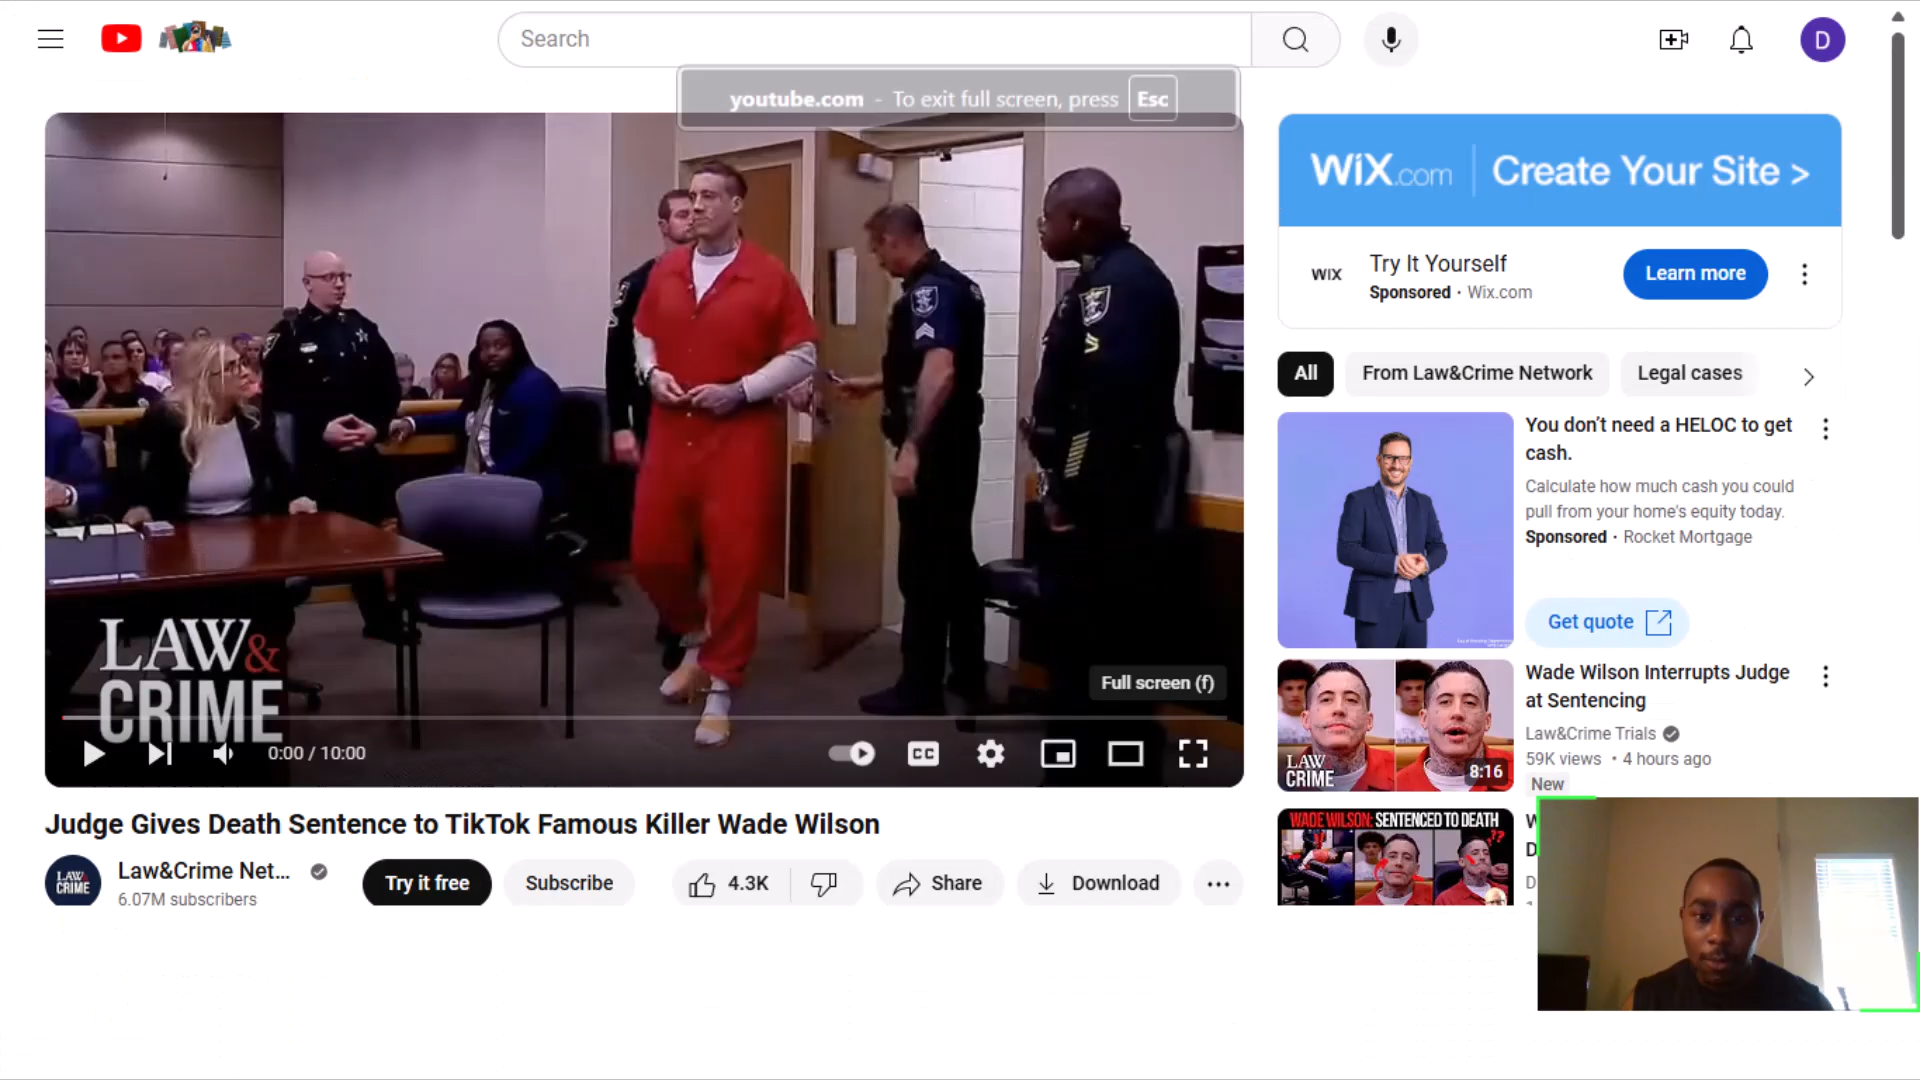 Search
D
youtube.com - To exit full screen, press Esc
LAW&
CRIME
Full screen (f)
0:00 / 10:00
CC
Judge Gives Death Sentence to TikTok Famous Killer Wade Wilson
LAW&
CRIME
Law&Crime Net...
6.07M subscribers
Try it free
Subscribe
4.3K
Share
Download
WiX.com
Create Your Site >
WIX
Try It Yourself
Sponsored · Wix.com
Learn more
All
From Law&Crime Network
Legal cases
You don’t need a HELOC to get
cash.
Calculate how much cash you could
pull from your home's equity today.
Sponsored · Rocket Mortgage
Get quote
LAW&
CRIME
8:16
Wade Wilson Interrupts Judge
at Sentencing
Law&Crime Trials
59K views • 4 hours ago
New
WADE WILSON: SENTENCED TO DEATH
??
W
D
D